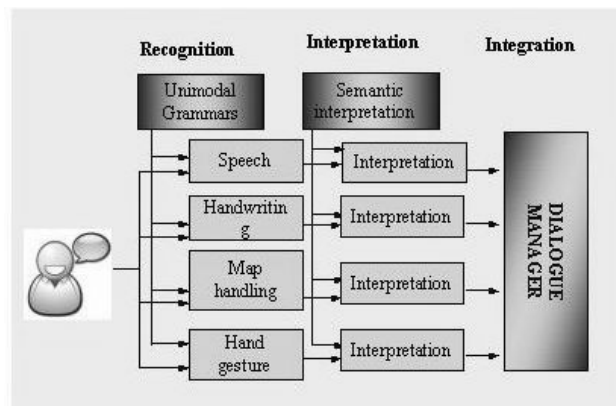 Recognition
Interpretation
Integration
Unimodal
Grammars
Semantic
interpretation
Speech
Interpretation
Handwritin
g
Interpretation
Map
handling
Interpretation
Hand
gesture
Interpretation
DIALOGUE
MANAGER